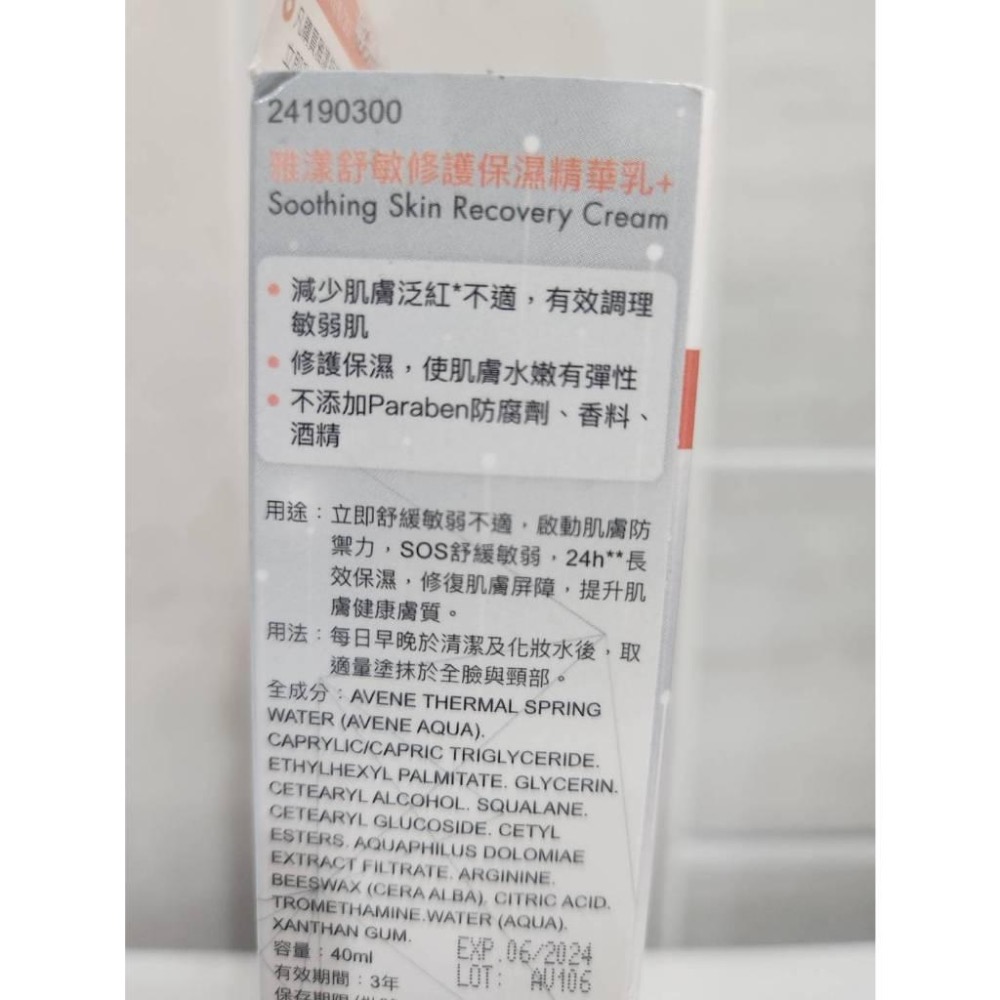 凡購買
立即
24190300
雅漾舒敏修護保濕精華乳+
Soothing Skin Recovery Cream
• 減少肌膚泛紅*不適，有效調理
敏弱肌
• 修護保濕，使肌膚水嫩有彈性
• 不添加Paraben防腐劑、香料、
酒精
用途：立即舒緩敏弱不適，啟動肌膚防
禦力，SOS舒緩敏弱，24h**長
效保濕，修復肌膚屏障，提升肌
膚健康膚質。
用法：每日早晚於清潔及化妝水後，取
適量塗抹於全臉與頸部。
全成分：AVENE THERMAL SPRING
WATER (AVENE AQUA).
CAPRYLIC/CAPRIC TRIGLYCERIDE.
ETHYLHEXYL PALMITATE. GLYCERIN.
CETEARYL ALCOHOL. SQUALANE.
CETEARYL GLUCOSIDE. CETYL
ESTERS. AQUAPHILUS DOLOMIAE
EXTRACT FILTRATE. ARGININE.
BEESWAX (CERA ALBA). CITRIC ACID.
TROMETHAMINE.WATER (AQUA).
XANTHAN GUM.
容量：40ml
EXP.06/2024
有效期間：3年
LOT: AV106
保存期限